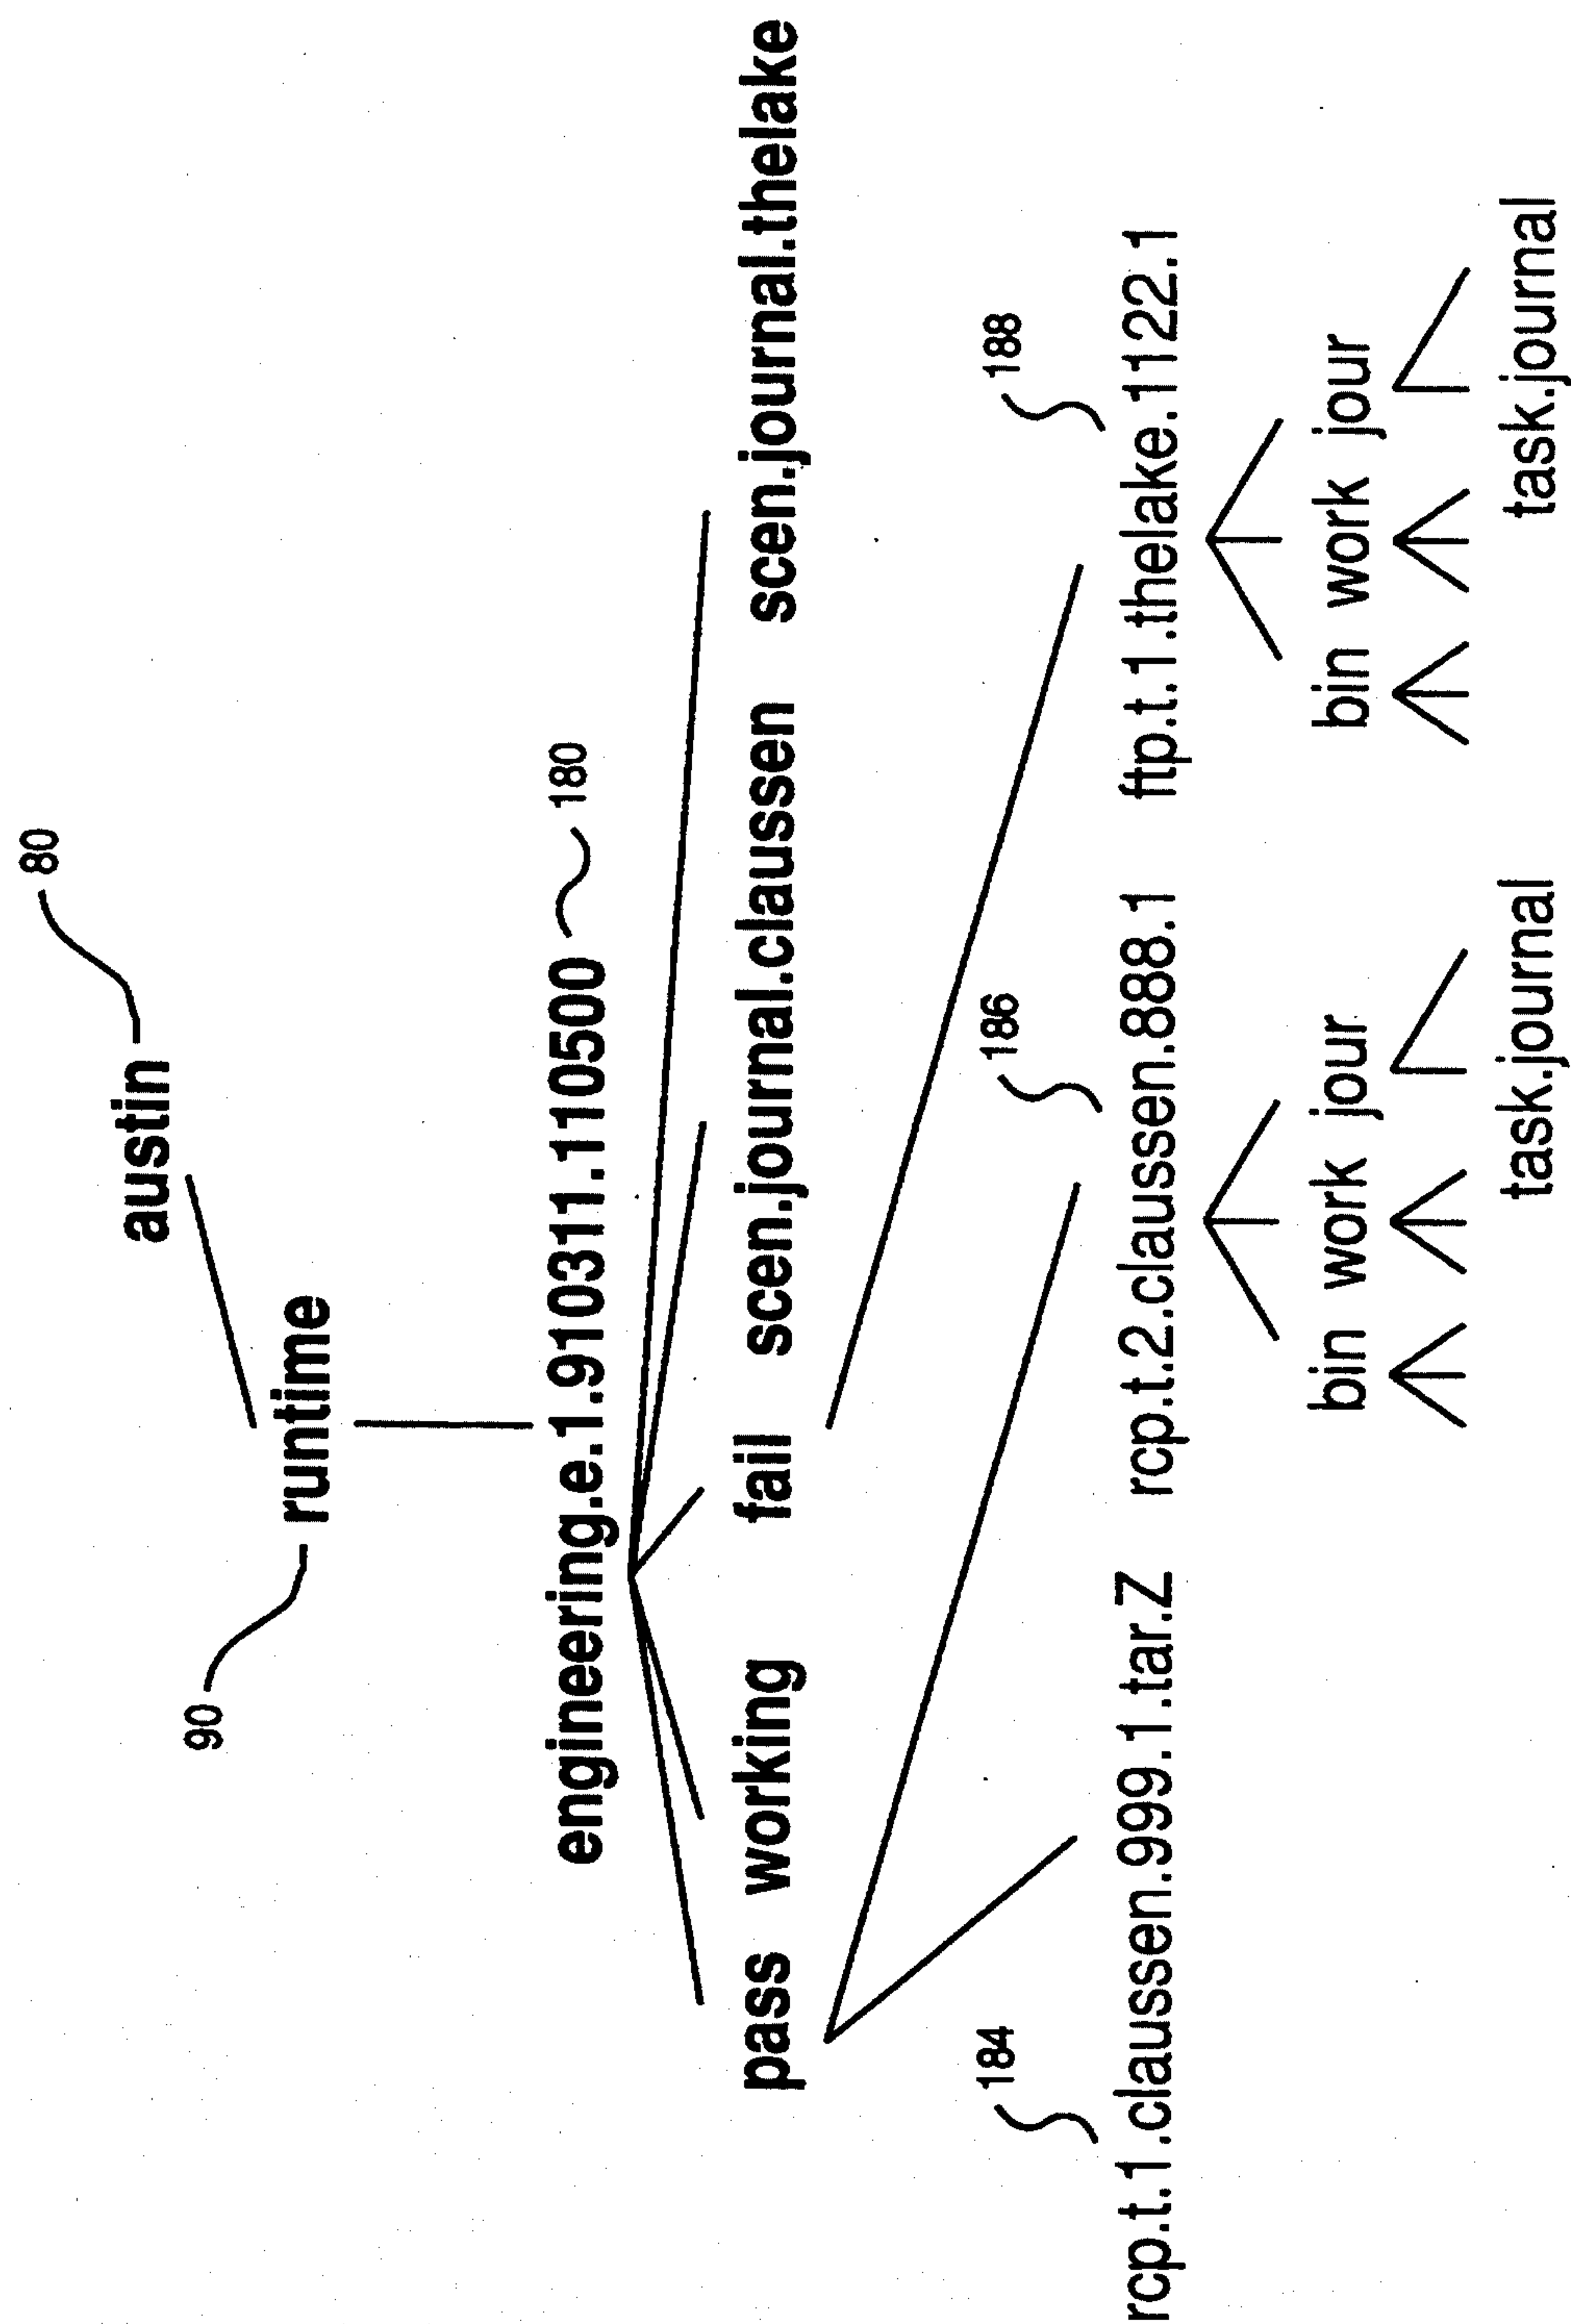 80
austin
90
runtime
engineering.e.1.910311.110500 180
pass working fail scen.journal.claussen scen.journal.thelake
184 186 188
rcp.t.1.claussen.999.1.tar.Z rcp.t.2.claussen.888.1 ftp.t.1.thelake.1122.1
bin work jour bin work jour
task.journal task.journal